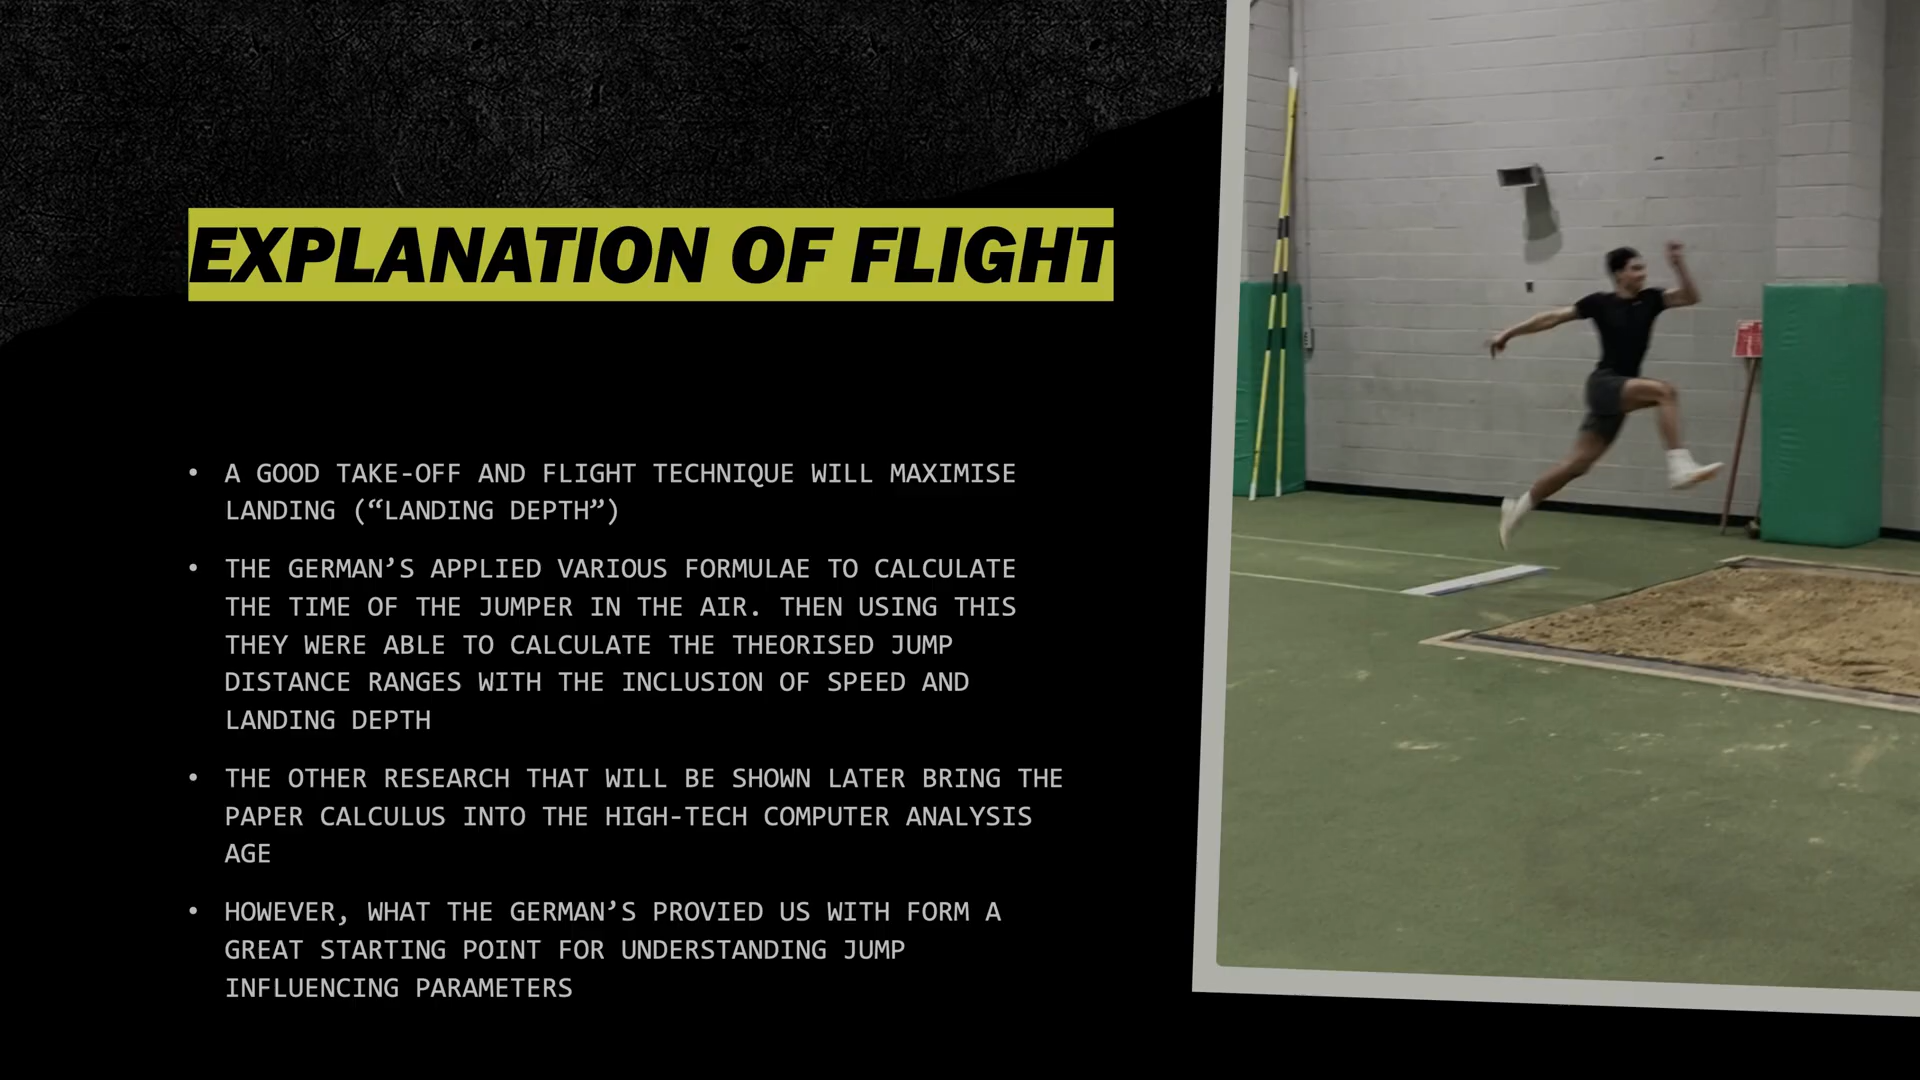 EXPLANATION OF FLIGHT
• A GOOD TAKE-OFF AND FLIGHT TECHNIQUE WILL MAXIMISE
LANDING (“LANDING DEPTH”)
• THE GERMAN’S APPLIED VARIOUS FORMULAE TO CALCULATE
THE TIME OF THE JUMPER IN THE AIR. THEN USING THIS
THEY WERE ABLE TO CALCULATE THE THEORISED JUMP
DISTANCE RANGES WITH THE INCLUSION OF SPEED AND
LANDING DEPTH
• THE OTHER RESEARCH THAT WILL BE SHOWN LATER BRING THE
PAPER CALCULUS INTO THE HIGH-TECH COMPUTER ANALYSIS
AGE
• HOWEVER, WHAT THE GERMAN’S PROVIED US WITH FORM A
GREAT STARTING POINT FOR UNDERSTANDING JUMP
INFLUENCING PARAMETERS